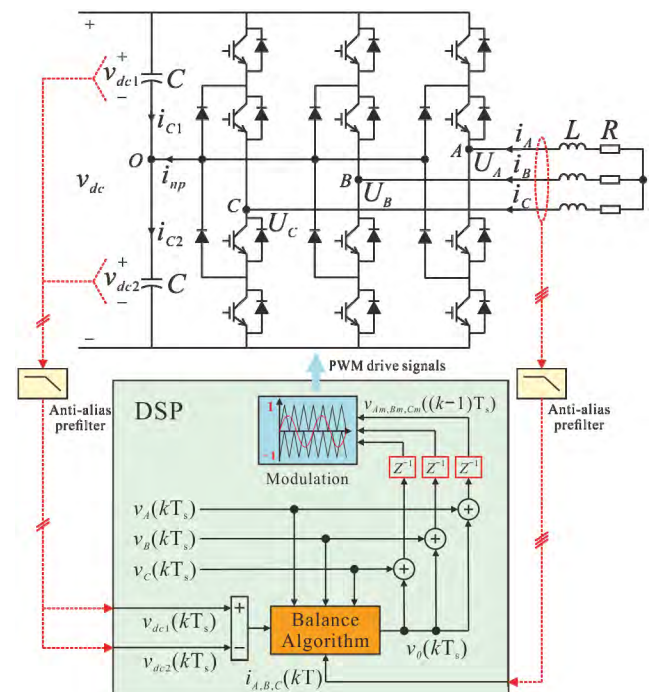 +
+
v_dc1
−
C
i_C1
O
i_np
v_dc
i_C2
+
v_dc2
−
C
−
A
U_A
B
U_B
C
U_C
i_A
L
R
i_B
i_C
PWM drive signals
Anti-alias
prefilter
Anti-alias
prefilter
DSP
1
-1
Modulation
v_Am,Bm,Cm((k-1)T_s)
Z⁻¹
Z⁻¹
Z⁻¹
v_A(kT_s)
v_B(kT_s)
v_C(kT_s)
+
+
+
v_dc1(kT_s)
+
−
v_dc2(kT_s)
Balance
Algorithm
v_0(kT_s)
i_A,B,C(kT)